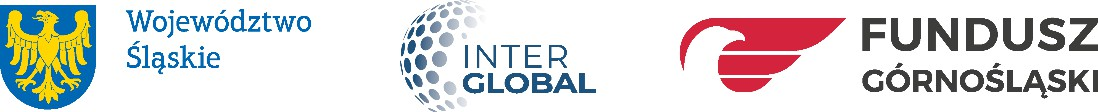 Województwo
Śląskie
INTER
GLOBAL
FUNDUSZ
GÓRNOŚLĄSKI